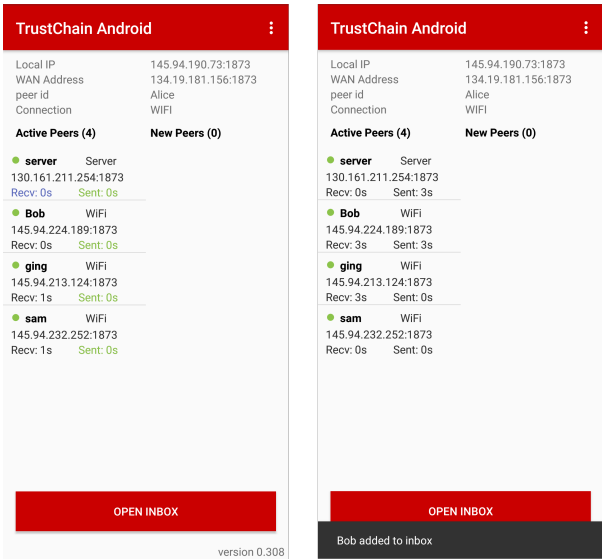 TrustChain Android
Local IP 145.94.190.73:1873
WAN Address 134.19.181.156:1873
peer id Alice
Connection WIFI
Active Peers (4) New Peers (0)
server Server
130.161.211.254:1873
Recv: 0s Sent: 0s
Bob WiFi
145.94.224.189:1873
Recv: 0s Sent: 0s
ging WiFi
145.94.213.124:1873
Recv: 1s Sent: 0s
sam WiFi
145.94.232.252:1873
Recv: 1s Sent: 0s
OPEN INBOX
version 0.308
TrustChain Android
Local IP 145.94.190.73:1873
WAN Address 134.19.181.156:1873
peer id Alice
Connection WIFI
Active Peers (4) New Peers (0)
server Server
130.161.211.254:1873
Recv: 0s Sent: 3s
Bob WiFi
145.94.224.189:1873
Recv: 3s Sent: 3s
ging WiFi
145.94.213.124:1873
Recv: 3s Sent: 0s
sam WiFi
145.94.232.252:1873
Recv: 0s Sent: 0s
OPEN INBOX
Bob added to inbox